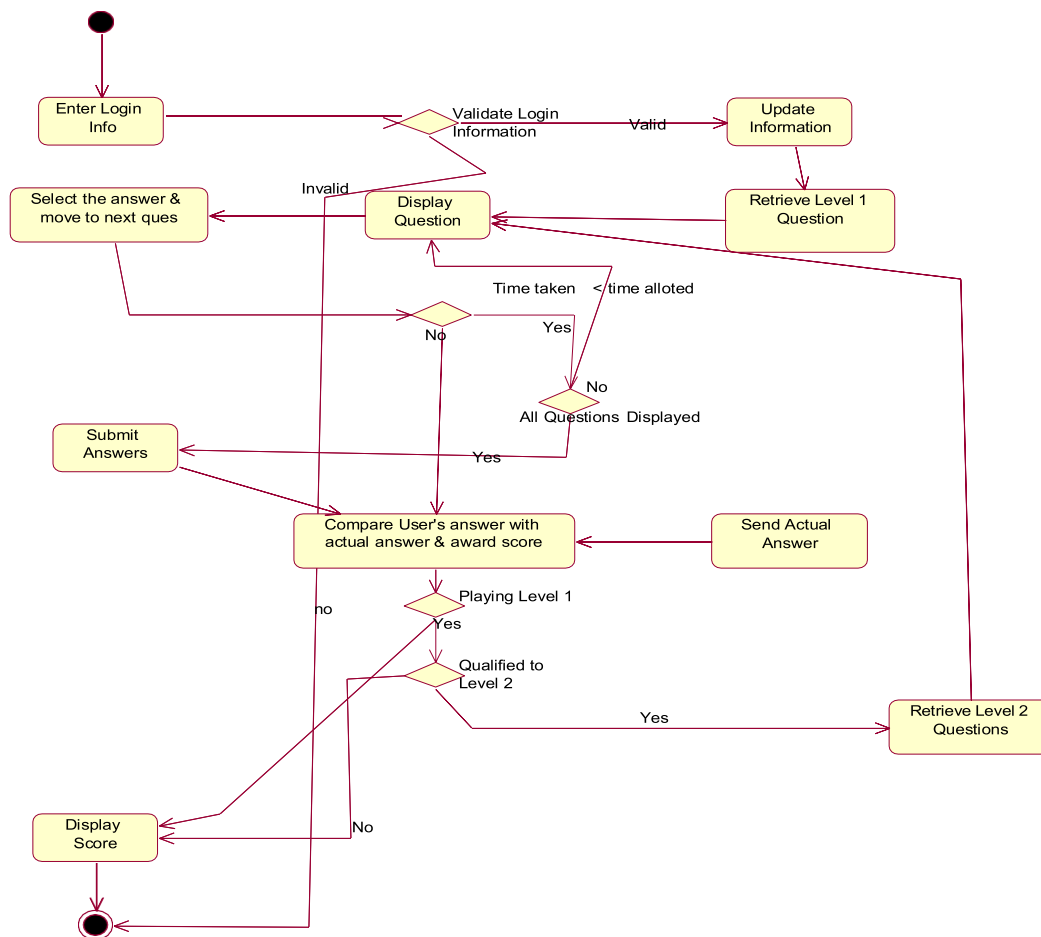 Enter Login
Info
Validate Login
Information
Valid
Update
Information
Invalid
Select the answer &
move to next ques
Display
Question
Retrieve Level 1
Question
Time taken    < time alloted
No
Yes
No
All Questions Displayed
Submit
Answers
Yes
Compare User's answer with
actual answer & award score
Send Actual
Answer
no
Playing Level 1
Yes
Qualified to
Level 2
Yes
Retrieve Level 2
Questions
No
Display
Score